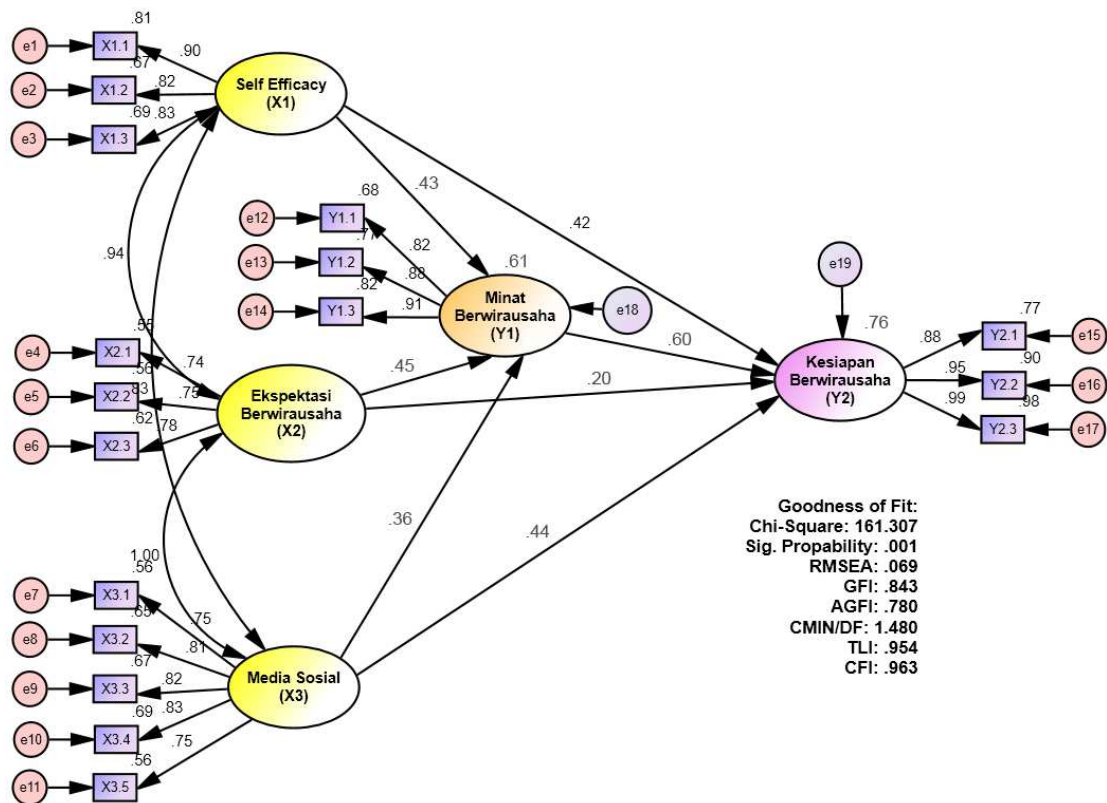 .81
e1
X1.1
.90
.67
e2
X1.2
.82
.69
.83
e3
X1.3
Self Efficacy
(X1)
.43
.42
.68
e12
Y1.1
.82
.77
e13
Y1.2
.88
.82
e14
Y1.3
.91
.61
Minat
Berwirausaha
(Y1)
e18
.94
e19
.76
.60
.77
.88
Y2.1
e15
.90
.95
Y2.2
e16
.98
.99
Y2.3
e17
Kesiapan
Berwirausaha
(Y2)
.55
e4
X2.1
.74
.56
e5
X2.2
.75
.83
.62
e6
X2.3
.78
Ekspektasi
Berwirausaha
(X2)
.45
.20
.36
.44
1.00
.56
e7
X3.1
.75
.65
e8
X3.2
.81
.67
e9
X3.3
.82
.69
e10
X3.4
.83
.56
e11
X3.5
.75
Media Sosial
(X3)
Goodness of Fit:
Chi-Square: 161.307
Sig. Propability: .001
RMSEA: .069
GFI: .843
AGFI: .780
CMIN/DF: 1.480
TLI: .954
CFI: .963